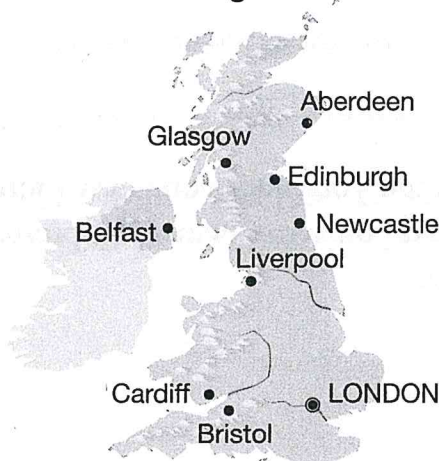 Aberdeen
Glasgow
Edinburgh
Belfast
Newcastle
Liverpool
Cardiff
LONDON
Bristol